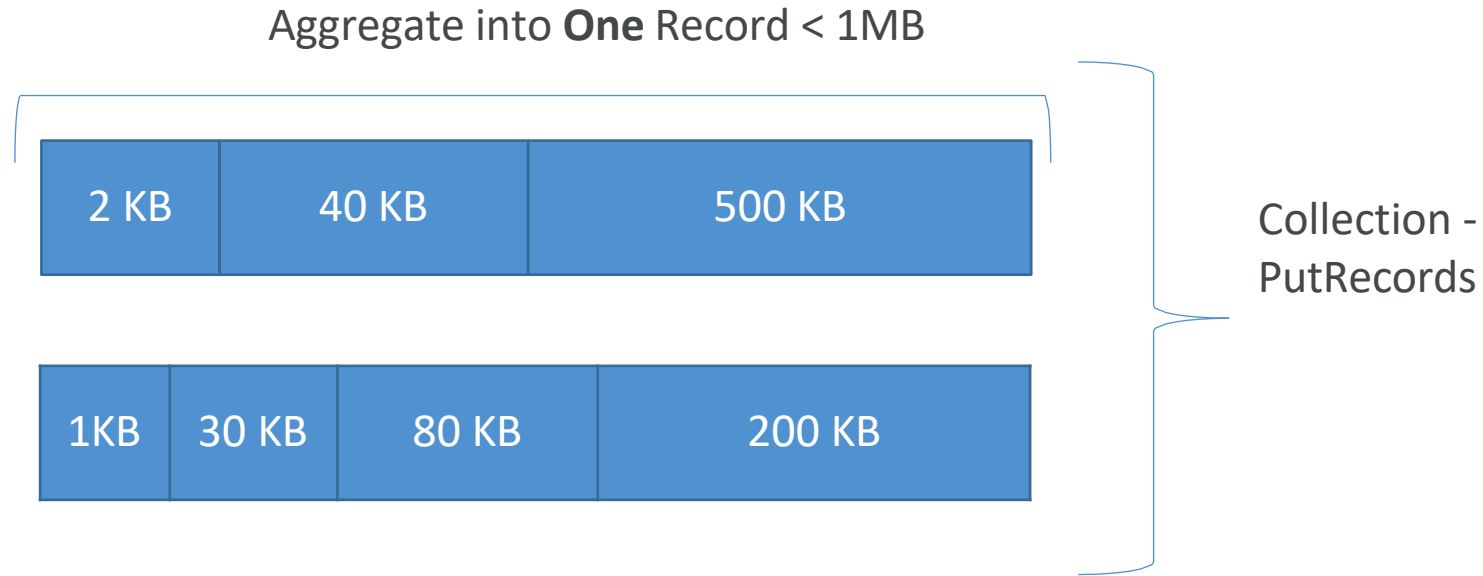 Aggregate into One Record < 1MB
2 KB 40 KB 500 KB
Collection -
PutRecords
1KB 30 KB 80 KB 200 KB